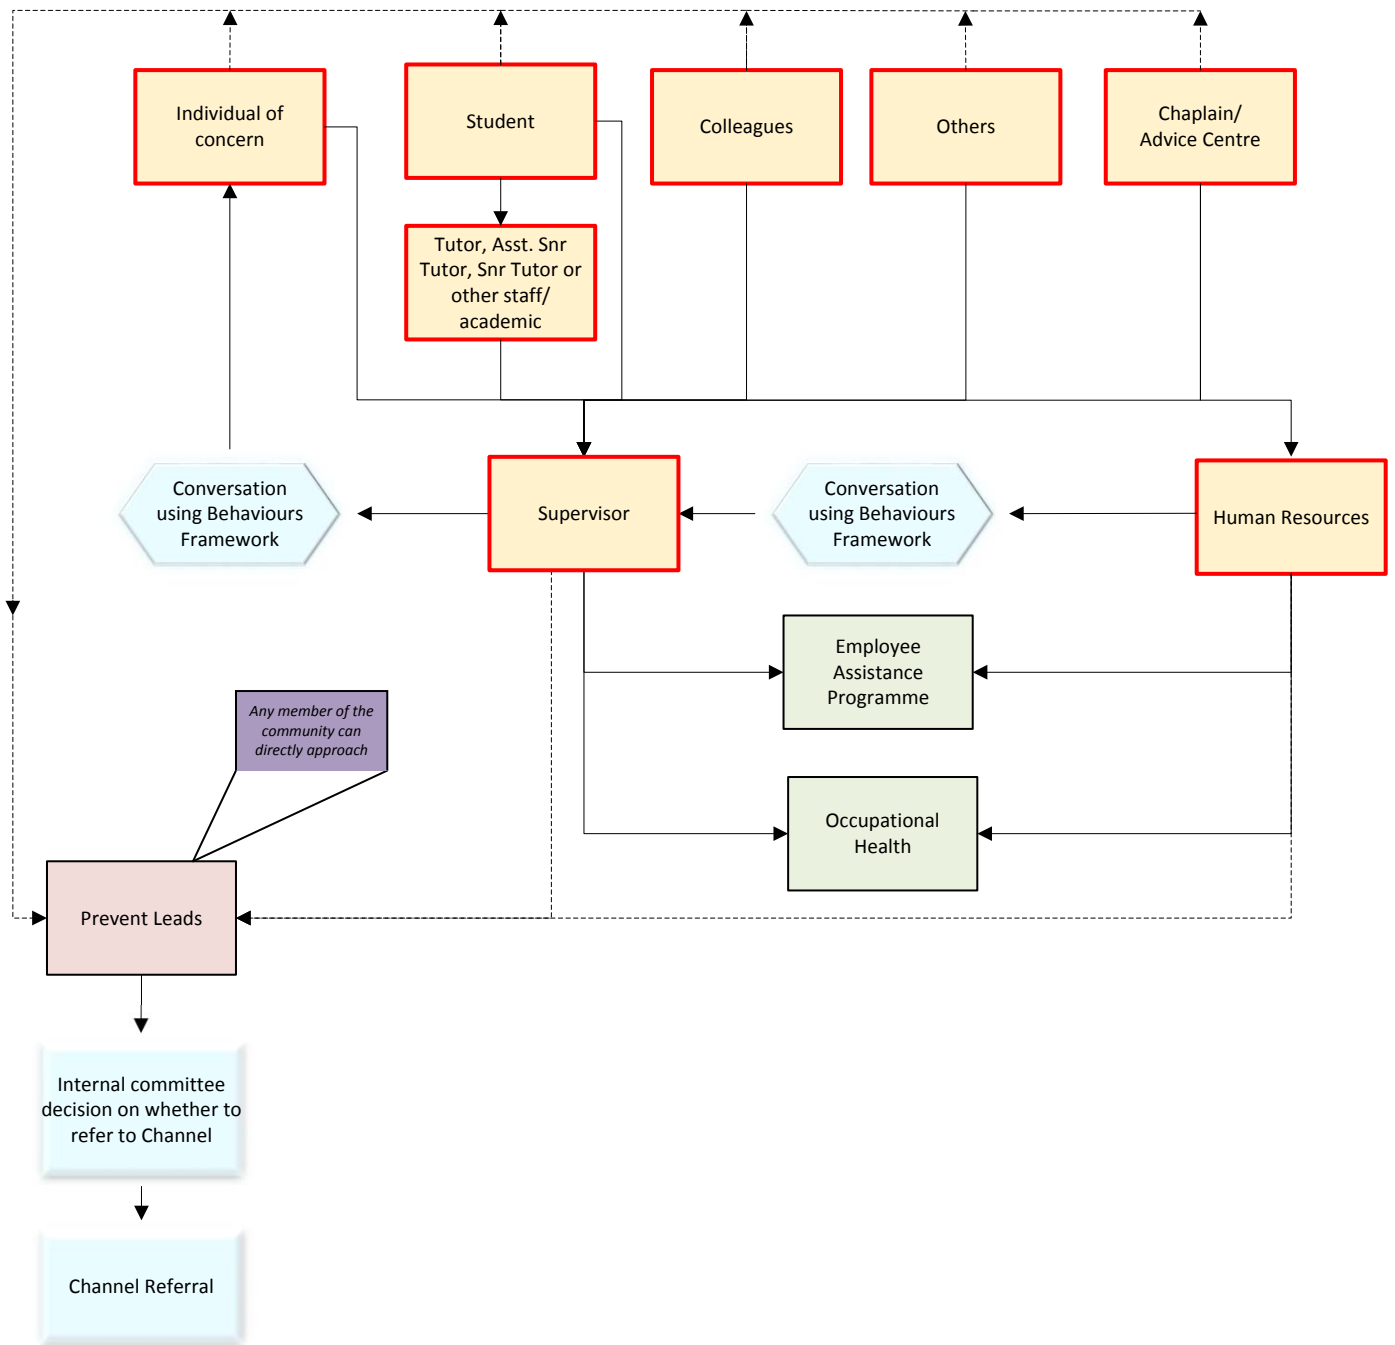 Individual of
concern
Student
Colleagues
Others
Chaplain/
Advice Centre
Tutor, Asst. Snr
Tutor, Snr Tutor or
other staff/
academic
Conversation
using Behaviours
Framework
Supervisor
Conversation
using Behaviours
Framework
Human Resources
Employee
Assistance
Programme
Any member of the
community can
directly approach
Occupational
Health
Prevent Leads
Internal committee
decision on whether to
refer to Channel
Channel Referral